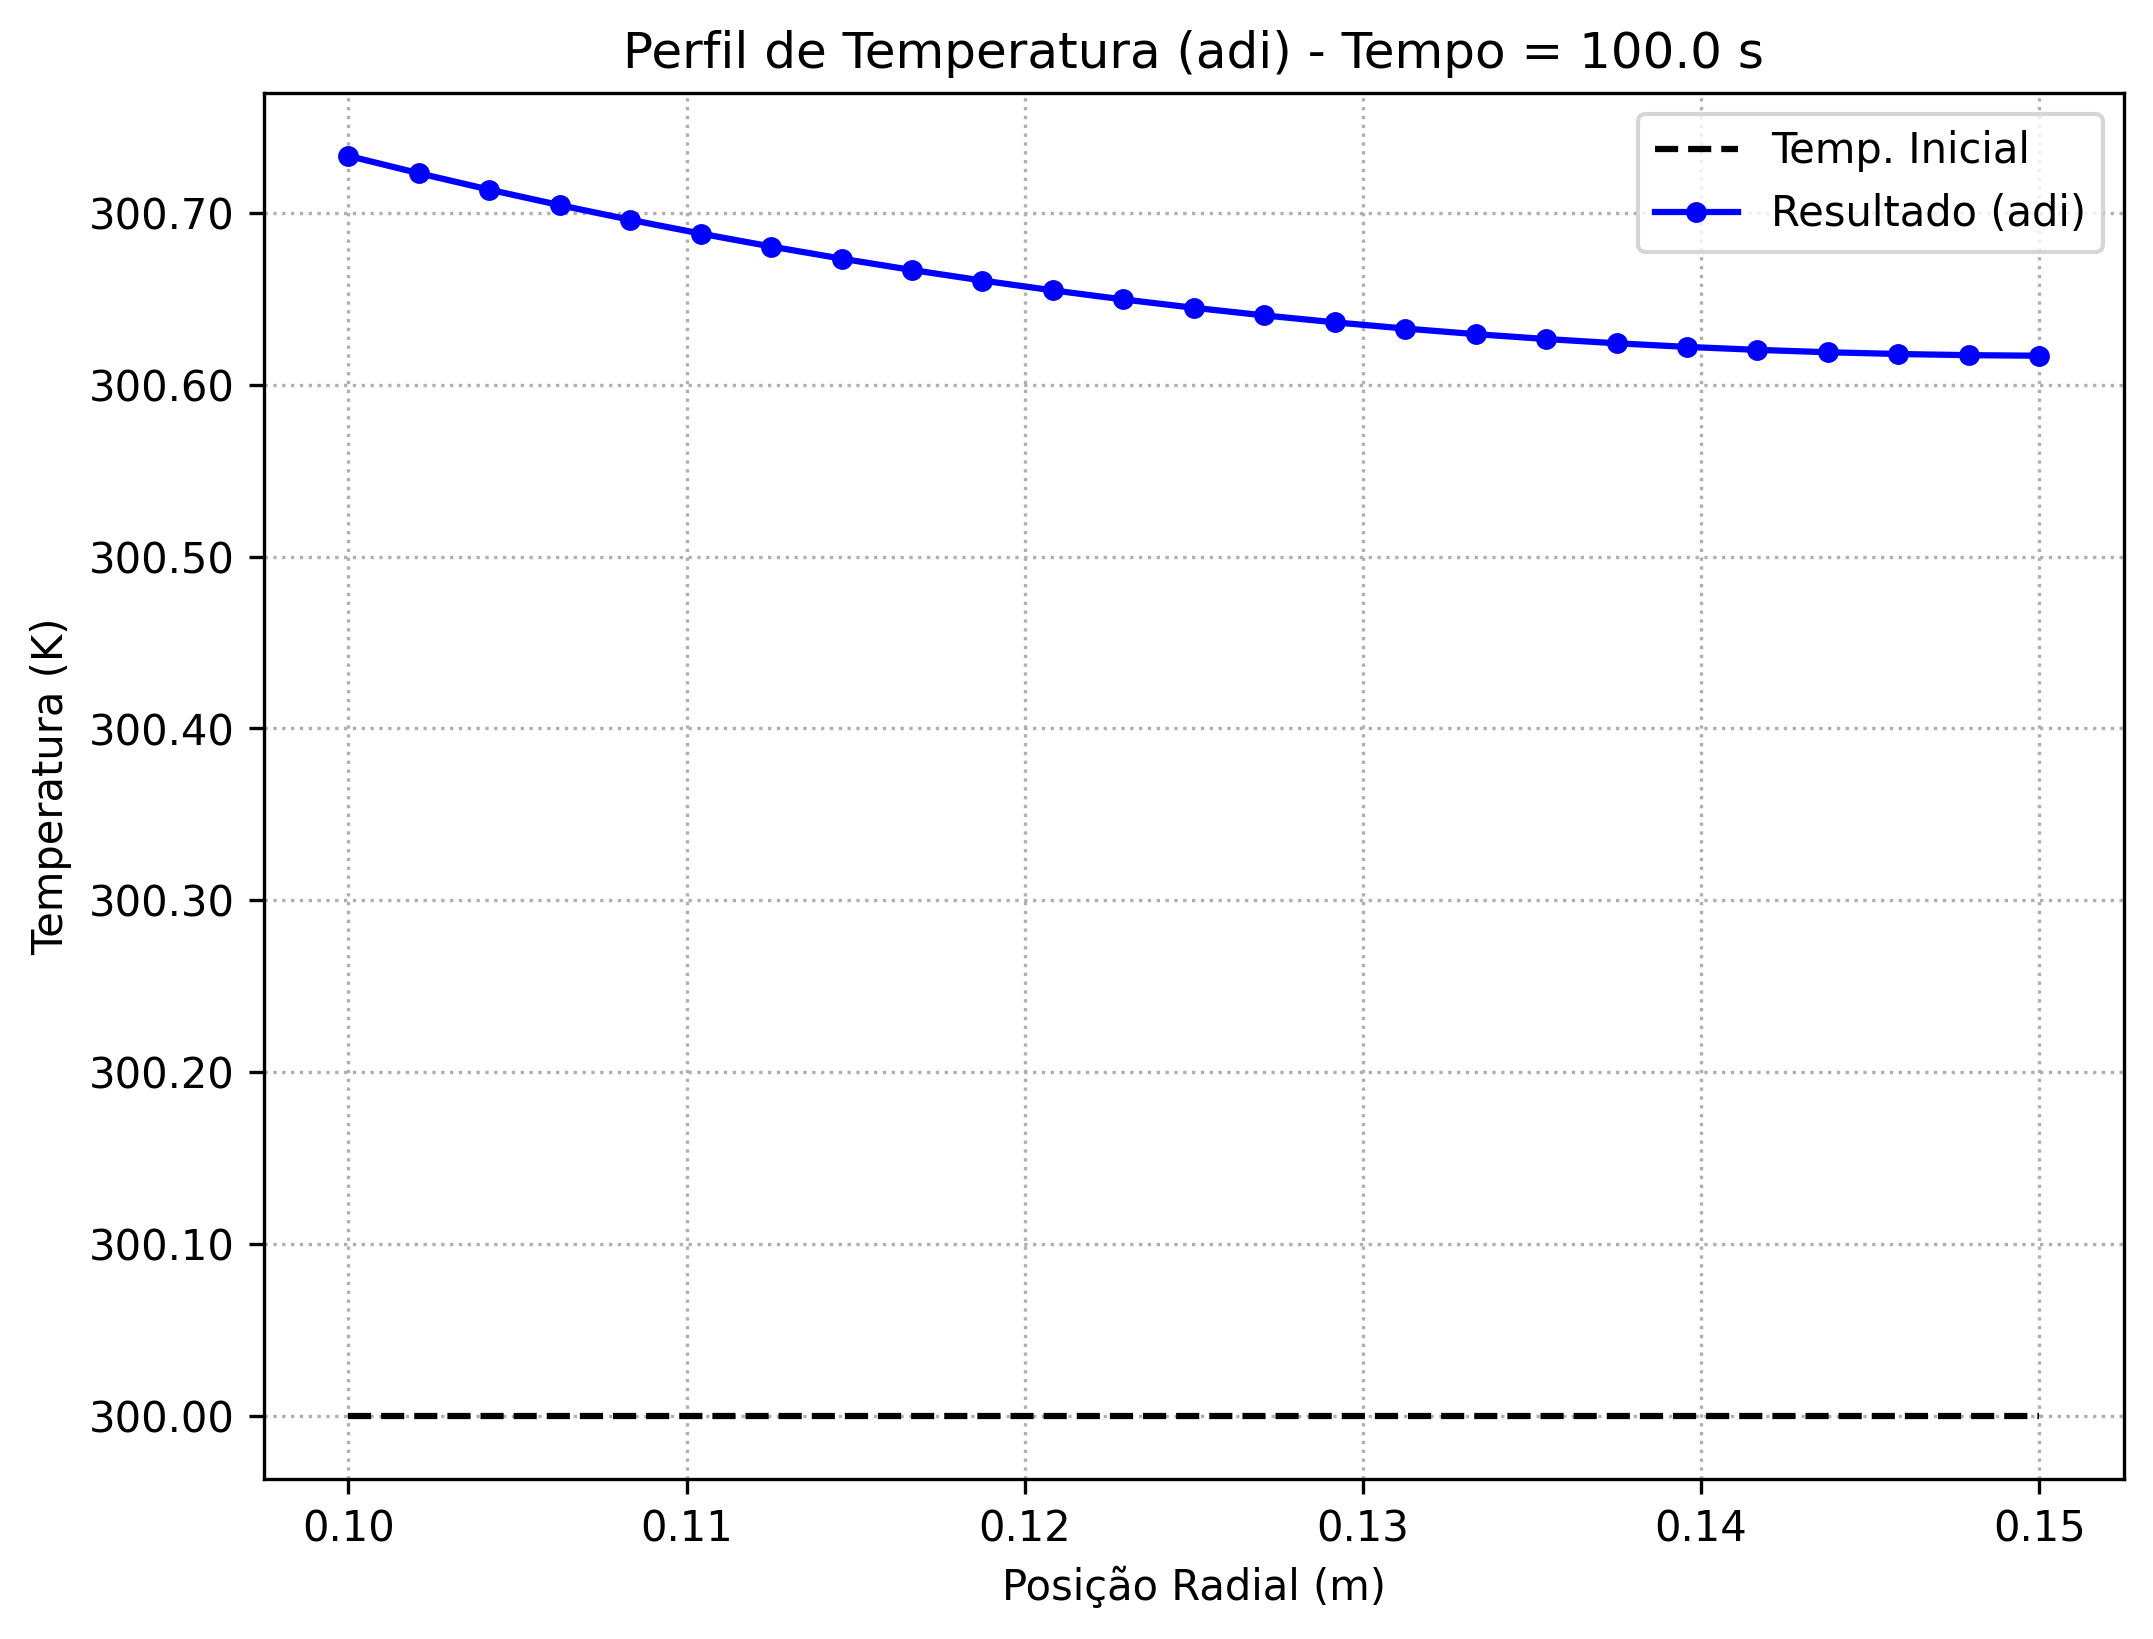 Perfil de Temperatura (adi) - Tempo = 100.0 s
Temp. Inicial
Resultado (adi)
300.70
300.60
300.50
300.40
300.30
300.20
300.10
300.00
Temperatura (K)
0.10 0.11 0.12 0.13 0.14 0.15
Posição Radial (m)